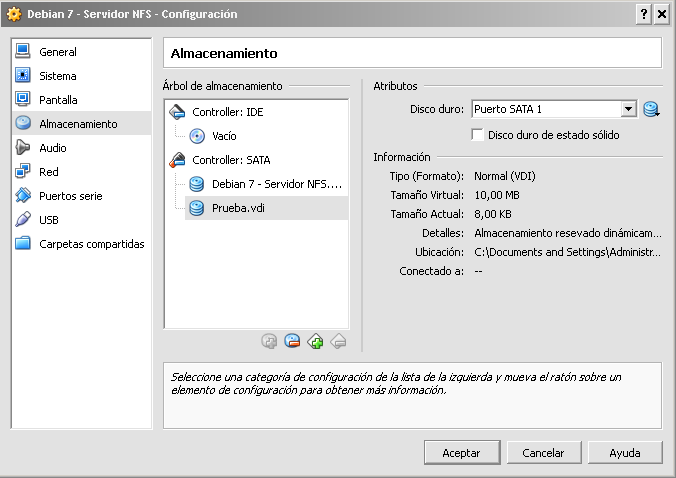 Debian 7 - Servidor NFS - Configuración
General
Sistema
Pantalla
Almacenamiento
Audio
Red
Puertos serie
USB
Carpetas compartidas
Almacenamiento
Árbol de almacenamiento
Controller: IDE
Vacío
Controller: SATA
Debian 7 - Servidor NFS....
Prueba.vdi
Atributos
Disco duro: Puerto SATA 1
Disco duro de estado sólido
Información
Tipo (Formato): Normal (VDI)
Tamaño Virtual: 10,00 MB
Tamaño Actual: 8,00 KB
Detalles: Almacenamiento resevado dinámicam...
Ubicación: C:\Documents and Settings\Administr...
Conectado a: --
Seleccione una categoría de configuración de la lista de la izquierda y mueva el ratón sobre un
elemento de configuración para obtener más información.
Aceptar Cancelar Ayuda